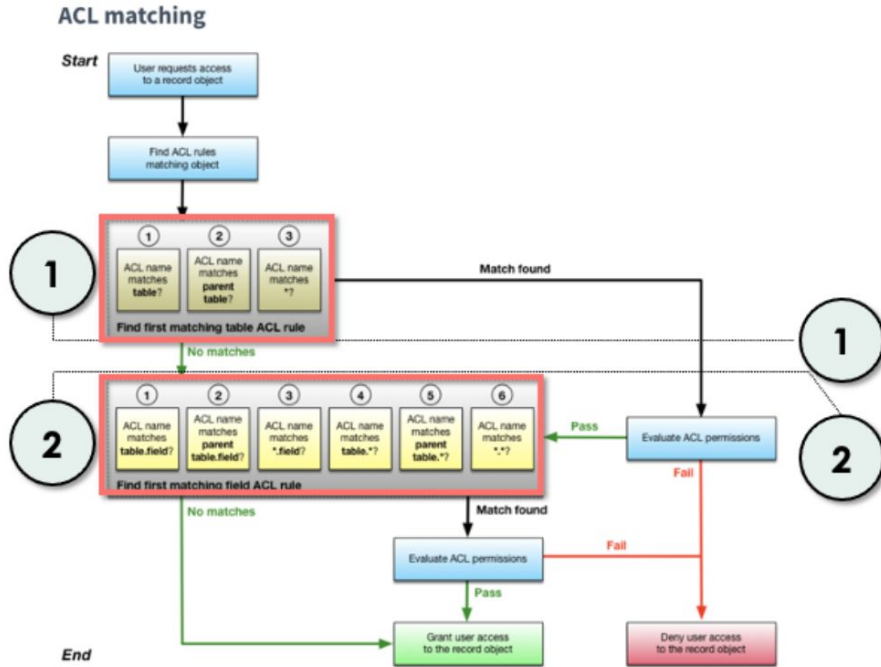 ACL matching
Start
User requests access
to a record object
Find ACL rules
matching object
1
1
2
3
ACL name
matches
table?
ACL name
matches
parent
table?
ACL name
matches
*?
Find first matching table ACL rule
Match found
1
No matches
2
1
2
3
4
5
6
ACL name
matches
table.field?
ACL name
matches
parent
table.field?
ACL name
matches
*.field?
ACL name
matches
table.*?
ACL name
matches
parent
table.*?
ACL name
matches
*.*?
Find first matching field ACL rule
Pass
Evaluate ACL permissions
2
Fail
No matches
Match found
Evaluate ACL permissions
Fail
Pass
Grant user access
to the record object
Deny user access
to the record object
End